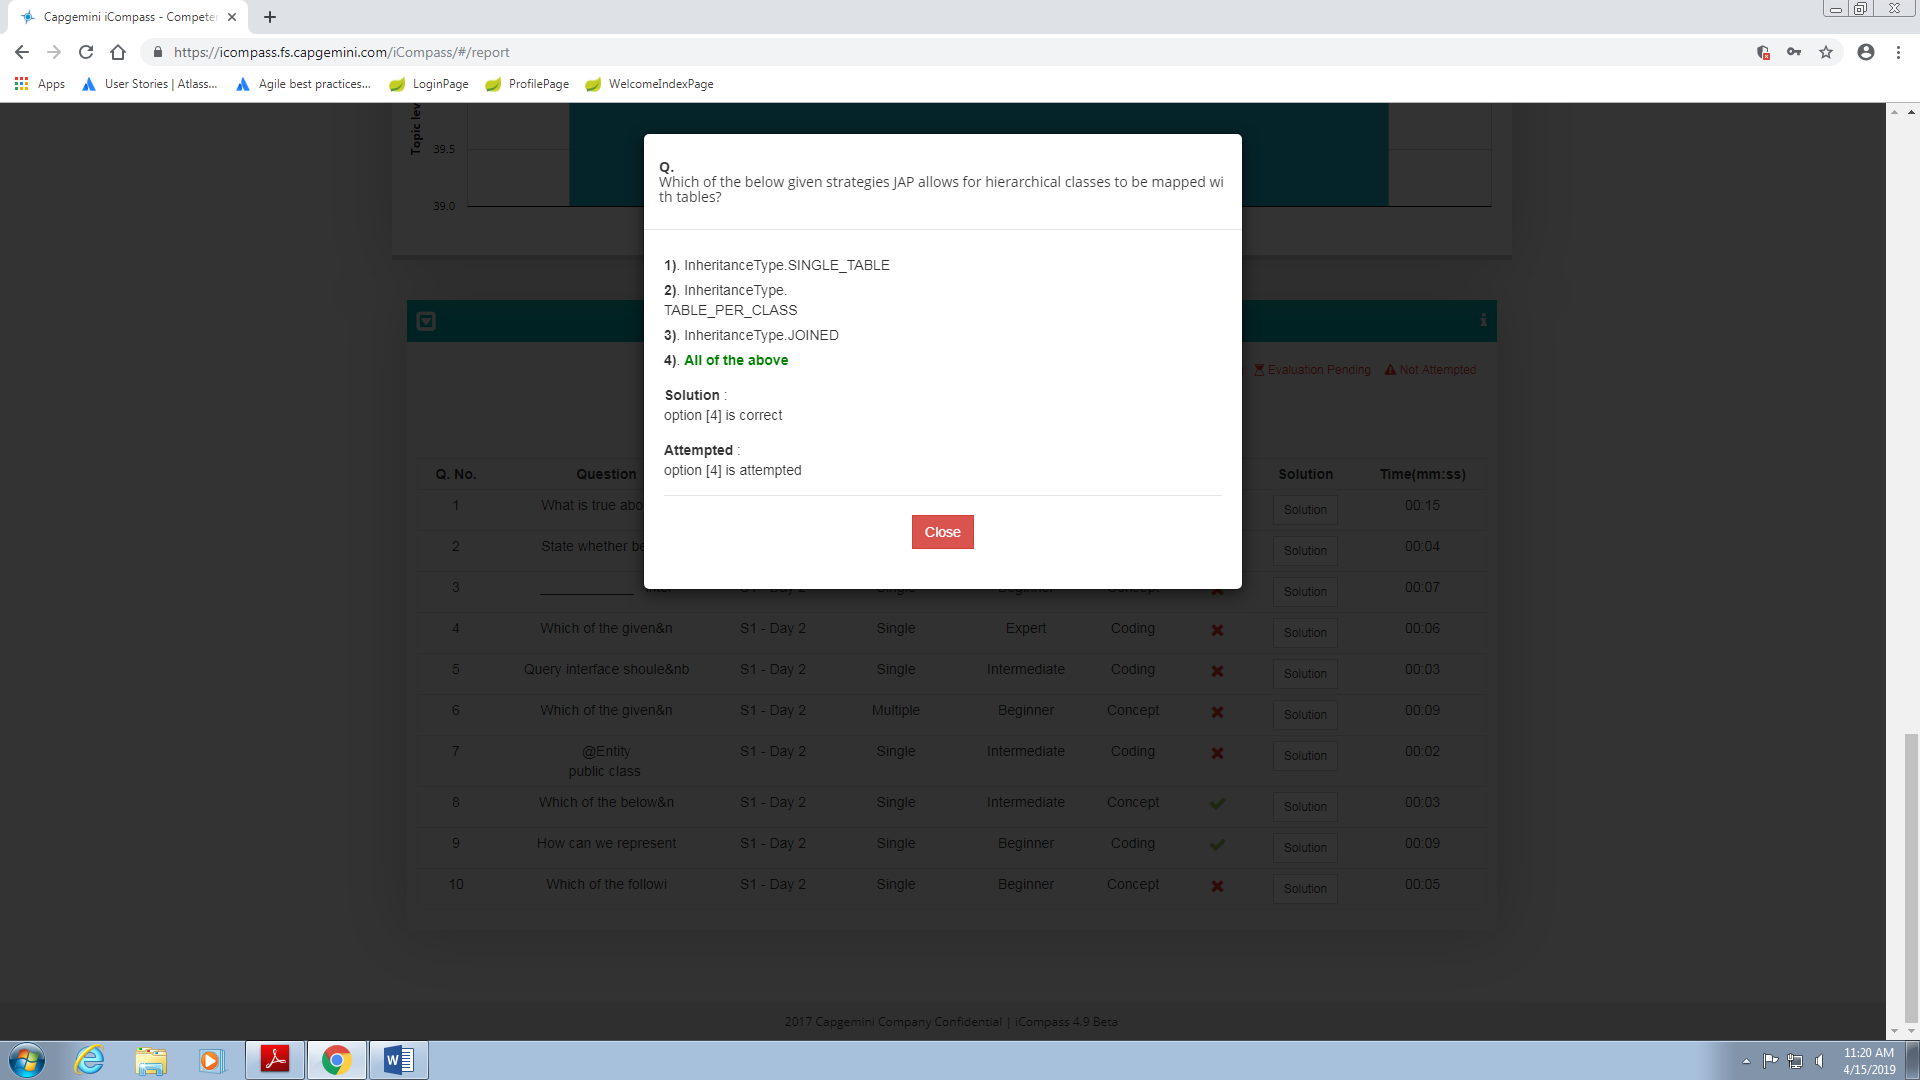 Capgemini iCompass - Competen
https://icompass.fs.capgemini.com/iCompass/#/report
Apps
User Stories | Atlass...
Agile best practices...
LoginPage
ProfilePage
WelcomeIndexPage
Topic lev
39.5
39.0
Q.
Which of the below given strategies JAP allows for hierarchical classes to be mapped wi
th tables?
1). InheritanceType.SINGLE_TABLE
2). InheritanceType.
TABLE_PER_CLASS
3). InheritanceType.JOINED
4). All of the above
Solution :
option [4] is correct
Attempted :
option [4] is attempted
Close
Evaluation Pending Not Attempted
Q. No. Question Solution Time(mm:ss)
1 What is true abo Solution 00:15
2 State whether be Solution 00:04
3 ____________ Solution 00:07
4 Which of the given&n S1 - Day 2 Single Expert Coding Solution 00:06
5 Query interface shoule&nb S1 - Day 2 Single Intermediate Coding Solution 00:03
6 Which of the given&n S1 - Day 2 Multiple Beginner Concept Solution 00:09
7 @Entity S1 - Day 2 Single Intermediate Coding Solution 00:02
public class
8 Which of the below&n S1 - Day 2 Single Intermediate Concept Solution 00:03
9 How can we represent S1 - Day 2 Single Beginner Coding Solution 00:09
10 Which of the followi S1 - Day 2 Single Beginner Concept Solution 00:05
2017 Capgemini Company Confidential | iCompass 4.9 Beta
11:20 AM
4/15/2019